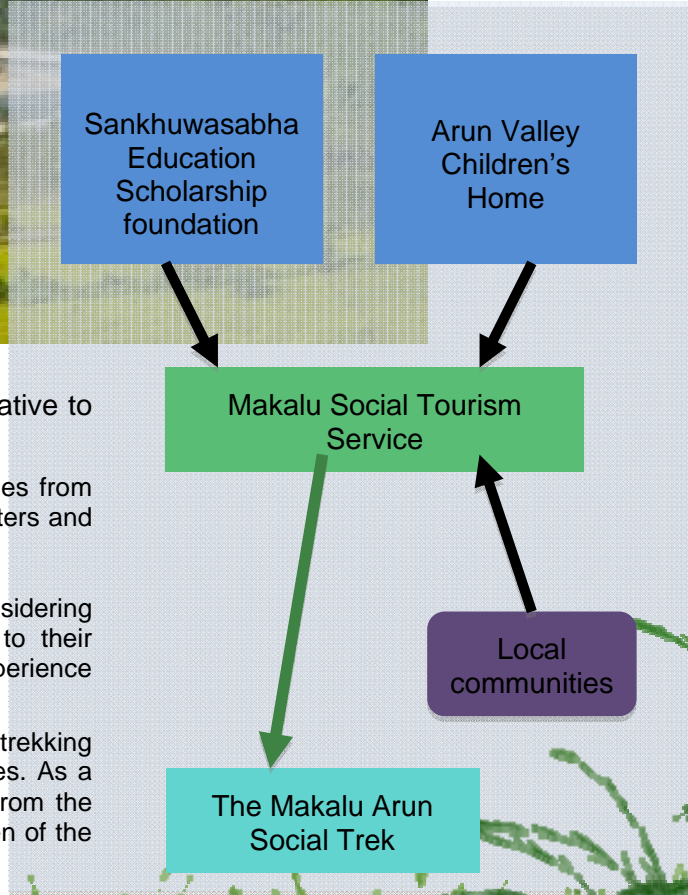 Sankhuwasabha
Education
Scholarship
foundation
Arun Valley
Children's
Home
Makalu Social Tourism
Service
ative to
es from
ters and
sidering
to their
perience
Local
communities
trekking
es. As a
rom the
en of the
The Makalu Arun
Social Trek